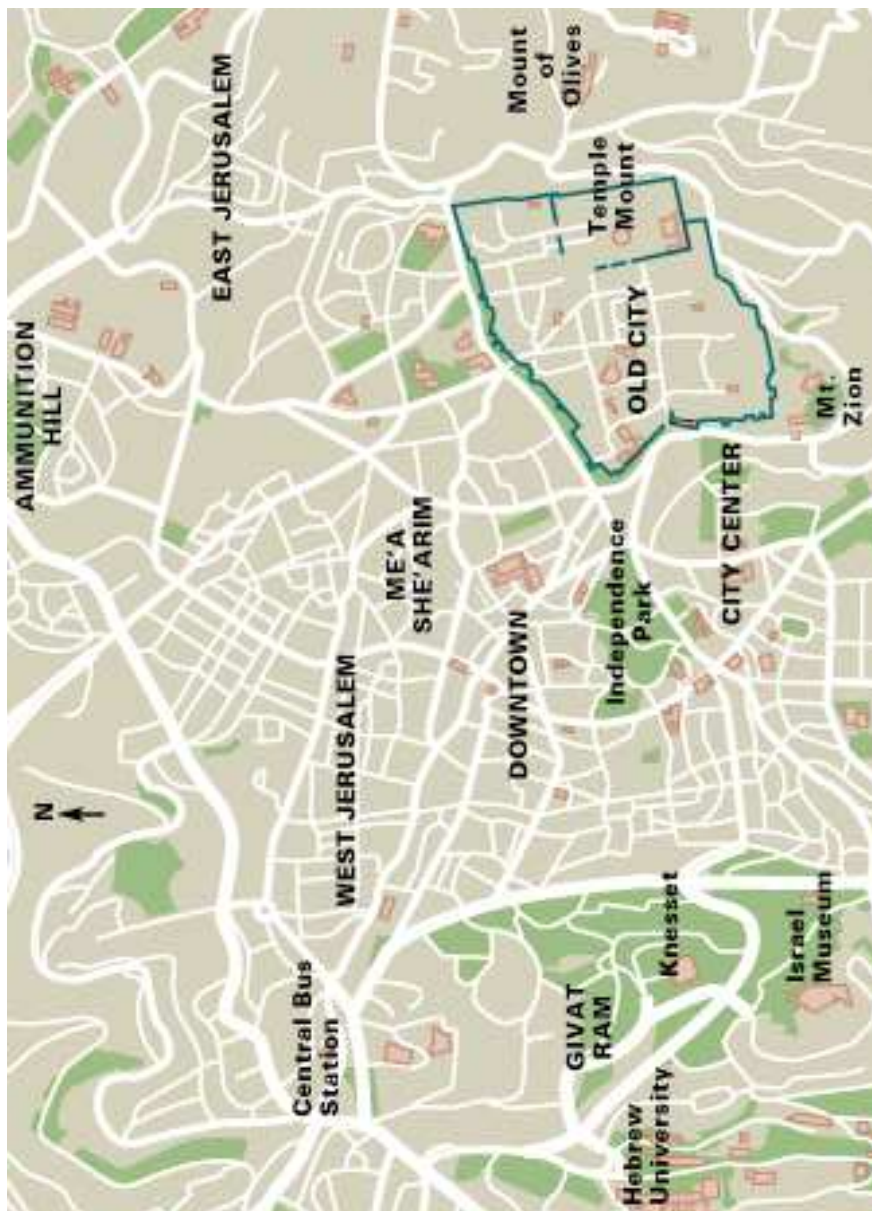 AMMUNITION
HILL
N
EAST JERUSALEM
Central Bus
Station
WEST JERUSALEM
ME'A
SHE'ARIM
Mount
of
Olives
DOWNTOWN
GIVAT
RAM
Temple
Mount
Independence
Park
Hebrew
University
OLD CITY
Knesset
CITY CENTER
Israel
Museum
Mt.
Zion